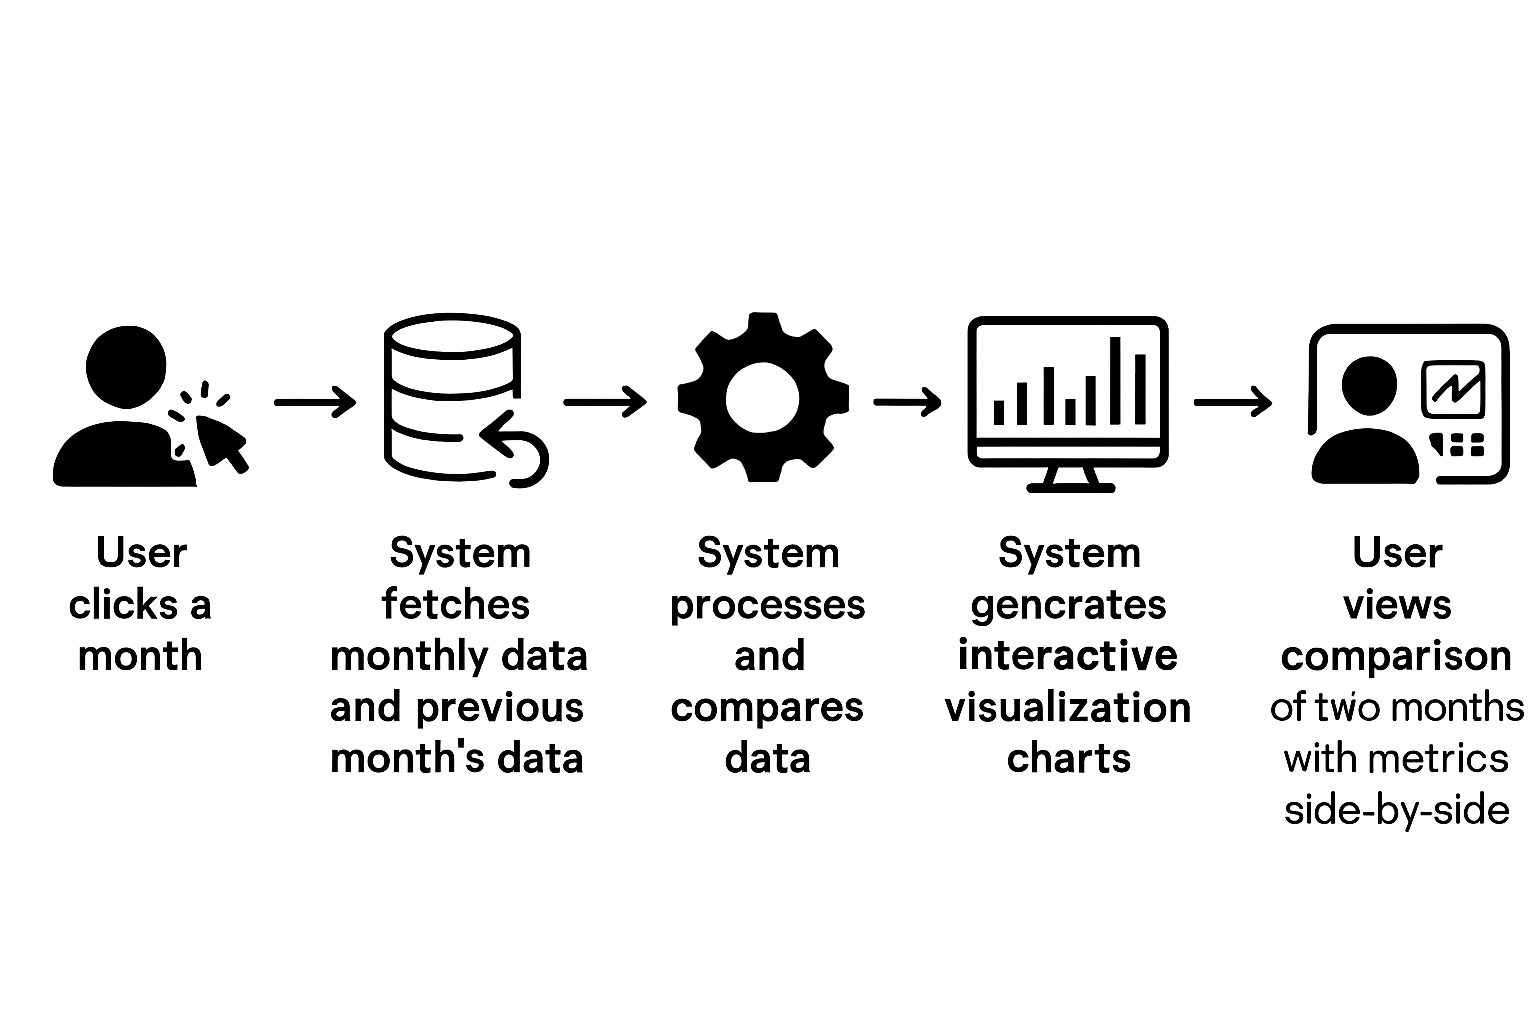 User
clicks a
month
System
fetches
monthly data
and previous
month's data
System
processes
and
compares
data
System
gencrates
interactive
visualization
charts
User
views
comparison
of two months
with metrics
side-by-side